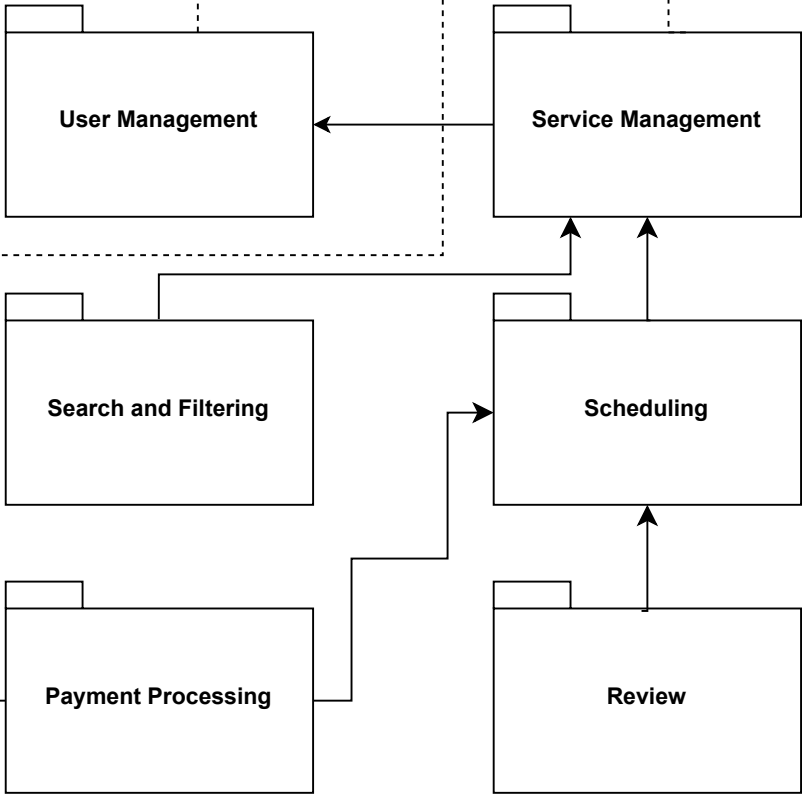 User Management
Service Management
Search and Filtering
Scheduling
Payment Processing
Review